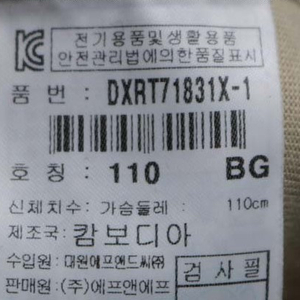 KC 전기용품및생활용품
안전관리법에의한품질표시
품 번 : DXRT71831X-1
호 칭 : 110 BG
신체치수 : 가슴둘레 : 110cm
제조국: 캄보디아
수입원: 대원에프앤드씨㈜
판매원: (주)에프앤에프
검사필